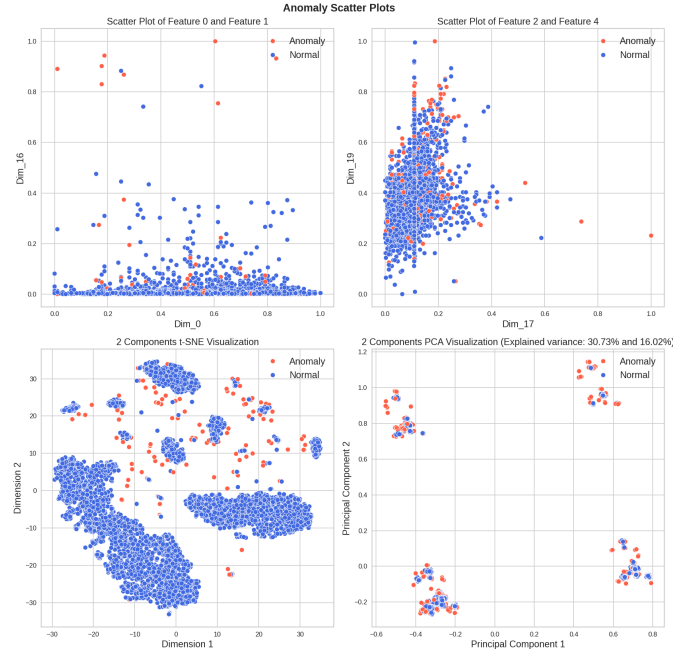 Anomaly Scatter Plots
Scatter Plot of Feature 0 and Feature 1
1.0
0.8
0.6
0.4
0.2
0.0
Dim_16
Anomaly
Normal
0.0 0.2 0.4 0.6 0.8 1.0
Dim_0
Scatter Plot of Feature 2 and Feature 4
1.0
0.8
0.6
0.4
0.2
0.0
Dim_19
Anomaly
Normal
0.0 0.2 0.4 0.6 0.8 1.0
Dim_17
2 Components t-SNE Visualization
30
20
10
0
−10
−20
−30
Dimension 2
Anomaly
Normal
−30 −20 −10 0 10 20 30
Dimension 1
2 Components PCA Visualization (Explained variance: 30.73% and 16.02%)
1.2
1.0
0.8
0.6
0.4
0.2
0.0
−0.2
Principal Component 2
Anomaly
Normal
−0.6 −0.4 −0.2 0.0 0.2 0.4 0.6 0.8
Principal Component 1